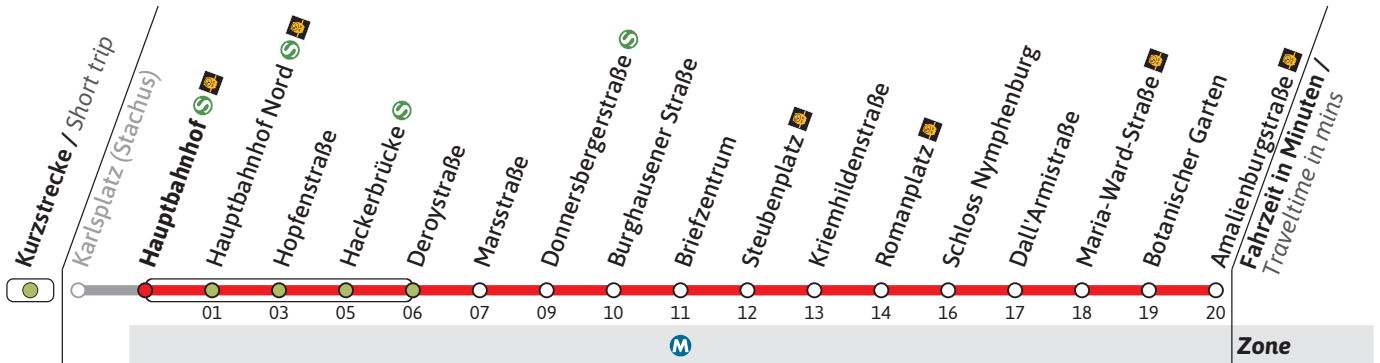 Kurzstrecke / Short trip
Karlsplatz (Stachus)
Hauptbahnhof S
Hauptbahnhof Nord S
Hopfenstraße
Hackerbrücke S
Deroystraße
Marsstraße
Donnersbergerstraße S
Burghausener Straße
Briefzentrum
Steubenplatz
Kriemhildenstraße
Romanplatz
Schloss Nymphenburg
Dall'Armistraße
Maria-Ward-Straße
Botanischer Garten
Amalienburgstraße
Fahrzeit in Minuten /
Traveltime in mins
01 03 05 06 07 09 10 11 12 13 14 16 17 18 19 20
M
Zone